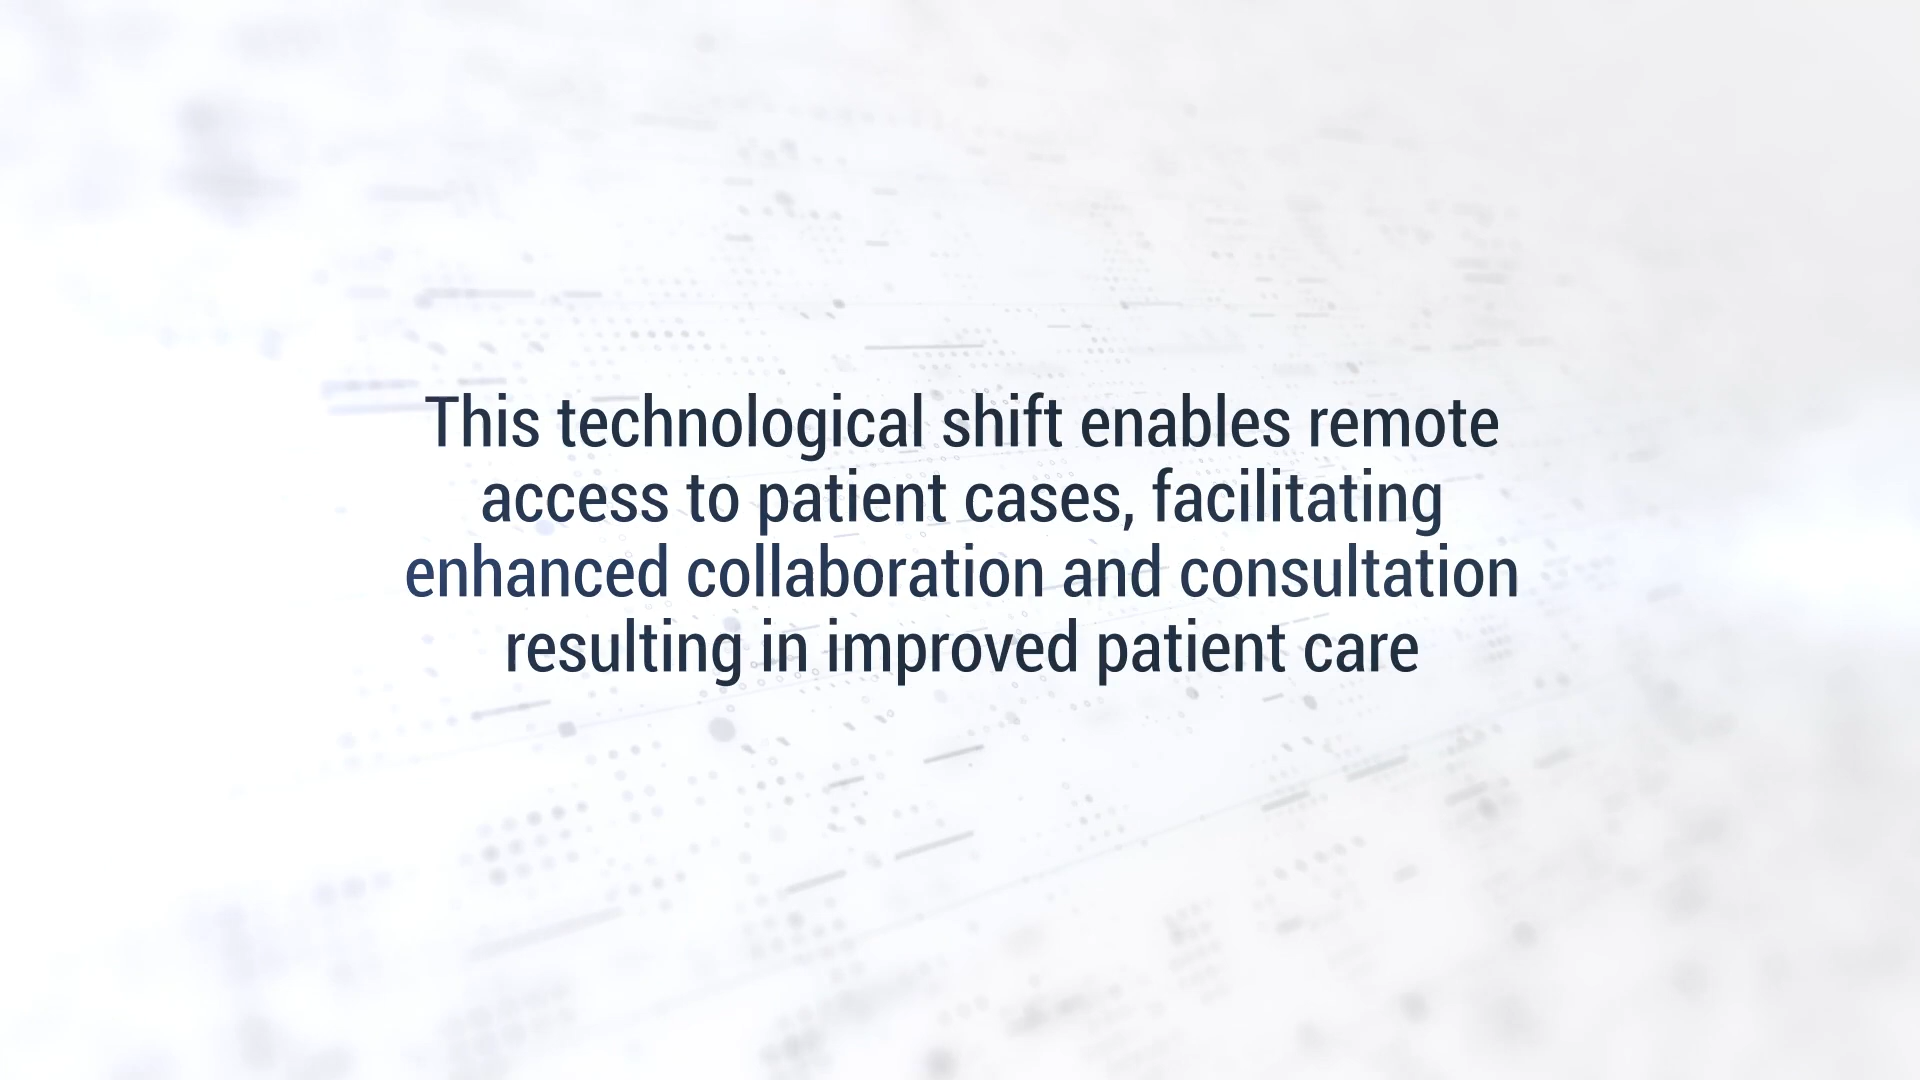 This technological shift enables remote
access to patient cases, facilitating
enhanced collaboration and consultation
resulting in improved patient care